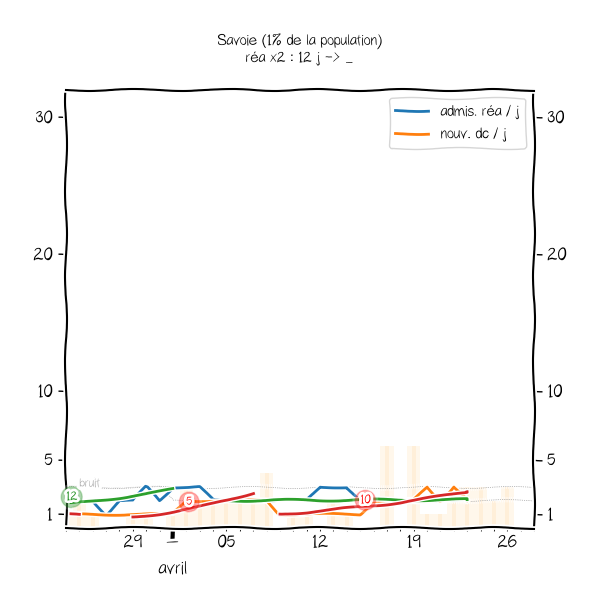 Savoie (1% de la population)
réa x2 : 12 j -> _
admis. réa / j
nouv. dc / j
30 30
20 20
10 10
5 5
1 1
bruit
12
5
10
29 1 05 12 19 26
avril